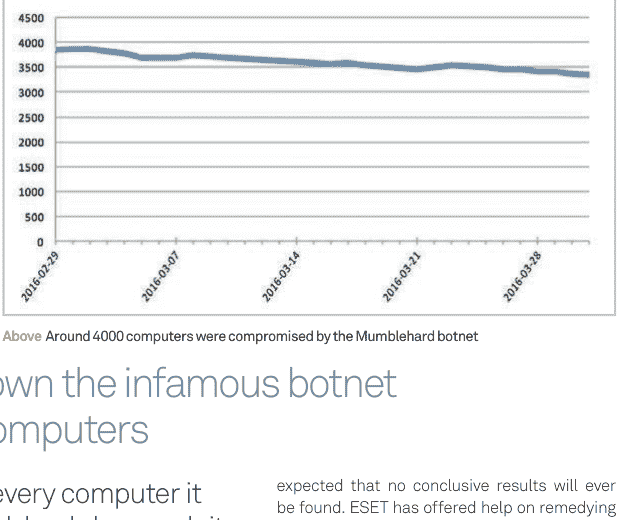 4500
4000
3500
3000
2500
2000
1500
1000
500
0
2016-02-29
2016-03-07
2016-03-14
2016-03-21
2016-03-28
Above Around 4000 computers were compromised by the Mumblehard botnet
own the infamous botnet
omputers
every computer it
expected that no conclusive results will ever
be found. ESET has offered help on remedying